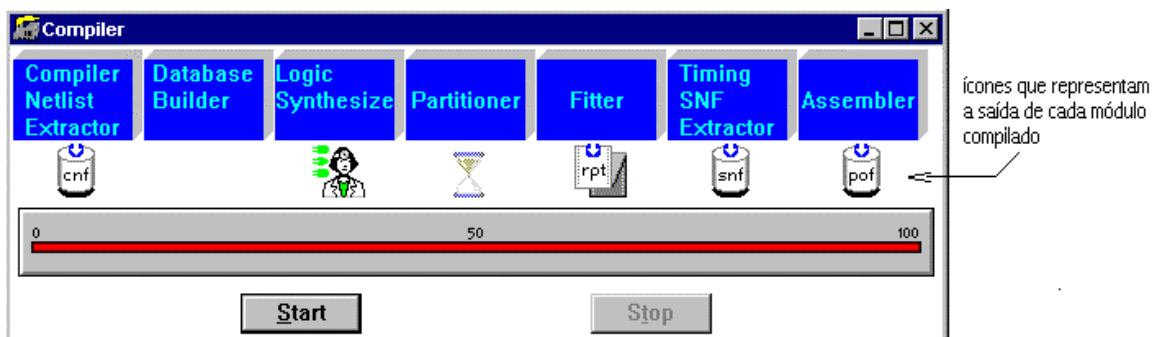 Compiler
Compiler
Netlist
Extractor
Database
Builder
Logic
Synthesize
Partitioner
Fitter
Timing
SNF
Extractor
Assembler
ícones que representam
a saída de cada módulo
compilado
cnf
rpt
snf
pof
0 50 100
Start
Stop